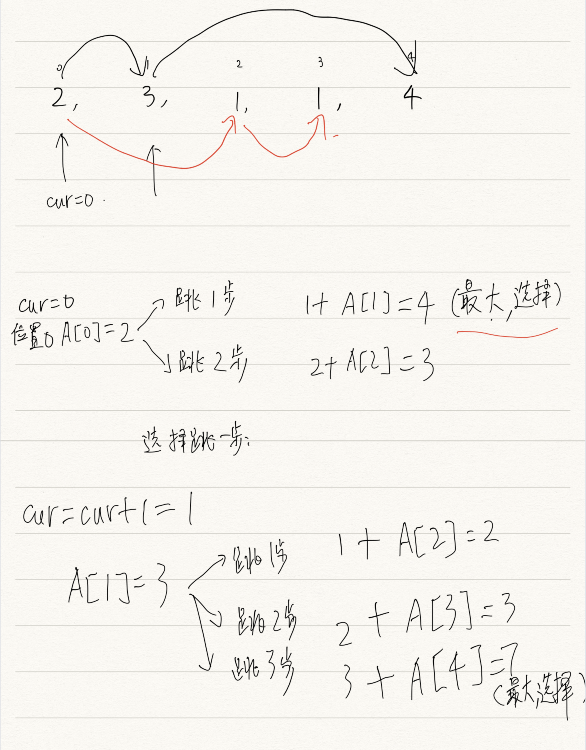 0 1 2 3 4
2, 3, 1, 1, 4
cur=0
cur=0 跳1步 1+A[1]=4 (最大,选择)
位置0 A[0]=2
跳2步 2+A[2]=3
选择跳一步:
cur=cur+1=1
跳1步 1+A[2]=2
A[1]=3
跳2步 2+A[3]=3
跳3步 3+A[4]=7
(最大,选择)